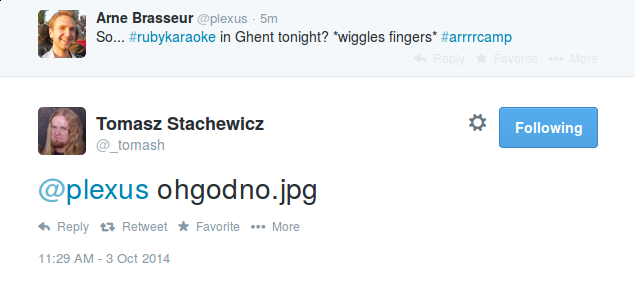 Arne Brasseur @plexus · 5m
So... #rubykaraoke in Ghent tonight? *wiggles fingers* #arrrrcamp
Reply Favorite More
Tomasz Stachewicz
@_tomash
Following
@plexus ohgodno.jpg
Reply Retweet Favorite More
11:29 AM - 3 Oct 2014